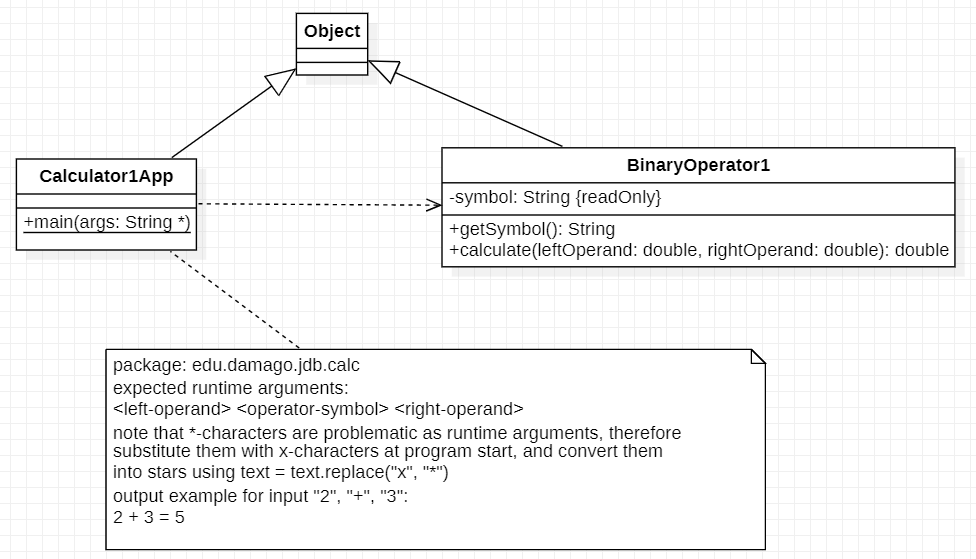 Object
Calculator1App
+main(args: String *)
BinaryOperator1
-symbol: String {readOnly}
+getSymbol(): String
+calculate(leftOperand: double, rightOperand: double): double
package: edu.damago.jdb.calc
expected runtime arguments:
<left-operand> <operator-symbol> <right-operand>
note that *-characters are problematic as runtime arguments, therefore
substitute them with x-characters at program start, and convert them
into stars using text = text.replace("x", "*")
output example for input "2", "+", "3":
2 + 3 = 5